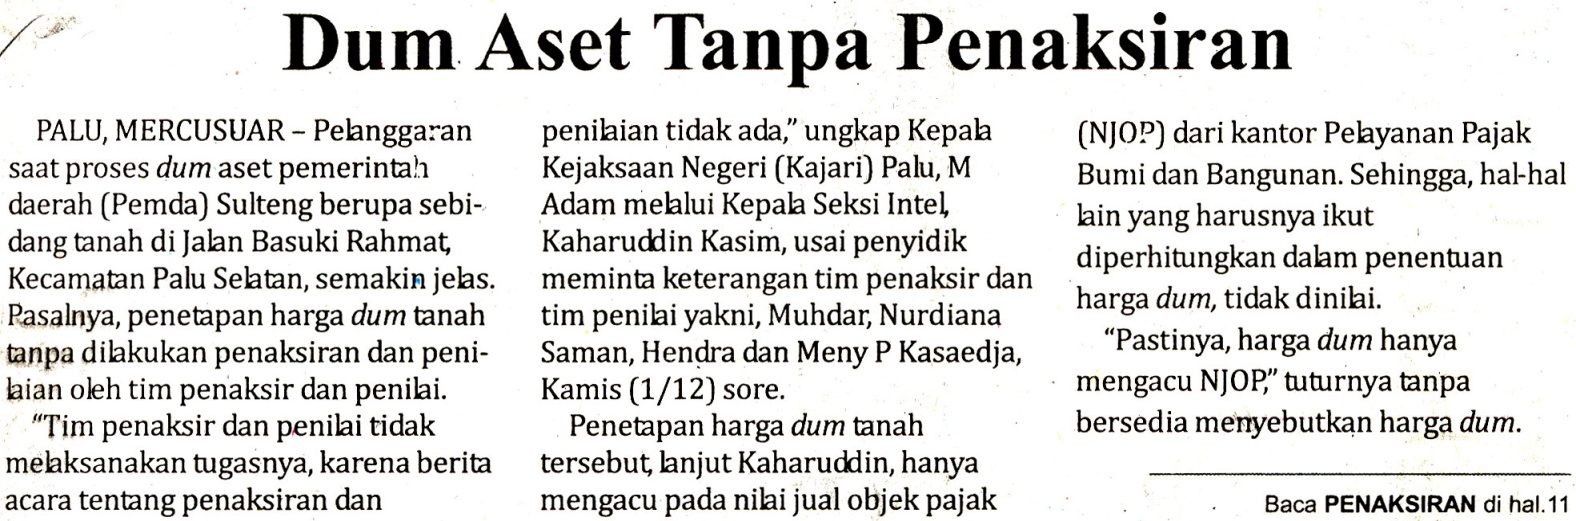 Dum Aset Tanpa Penaksiran
PALU, MERCUSUAR – Pelanggaran
saat proses dum aset pemerintah
daerah (Pemda) Sulteng berupa sebi-
dang tanah di Jalan Basuki Rahmat,
Kecamatan Palu Selatan, semakin jelas.
Pasalnya, penetapan harga dum tanah
tanpa dilakukan penaksiran dan peni-
laian oleh tim penaksir dan penilai.
“Tim penaksir dan penilai tidak
melaksanakan tugasnya, karena berita
acara tentang penaksiran dan
penilaian tidak ada,” ungkap Kepala
Kejaksaan Negeri (Kajari) Palu, M
Adam melalui Kepala Seksi Intel,
Kaharuddin Kasim, usai penyidik
meminta keterangan tim penaksir dan
tim penilai yakni, Muhdar, Nurdiana
Saman, Hendra dan Meny P Kasaedja,
Kamis (1/12) sore.
Penetapan harga dum tanah
tersebut, lanjut Kaharuddin, hanya
mengacu pada nilai jual objek pajak
(NJOP) dari kantor Pelayanan Pajak
Bumi dan Bangunan. Sehingga, hal-hal
lain yang harusnya ikut
diperhitungkan dalam penentuan
harga dum, tidak dinilai.
“Pastinya, harga dum hanya
mengacu NJOP,” tuturnya tanpa
bersedia menyebutkan harga dum.
Baca PENAKSIRAN di hal.11